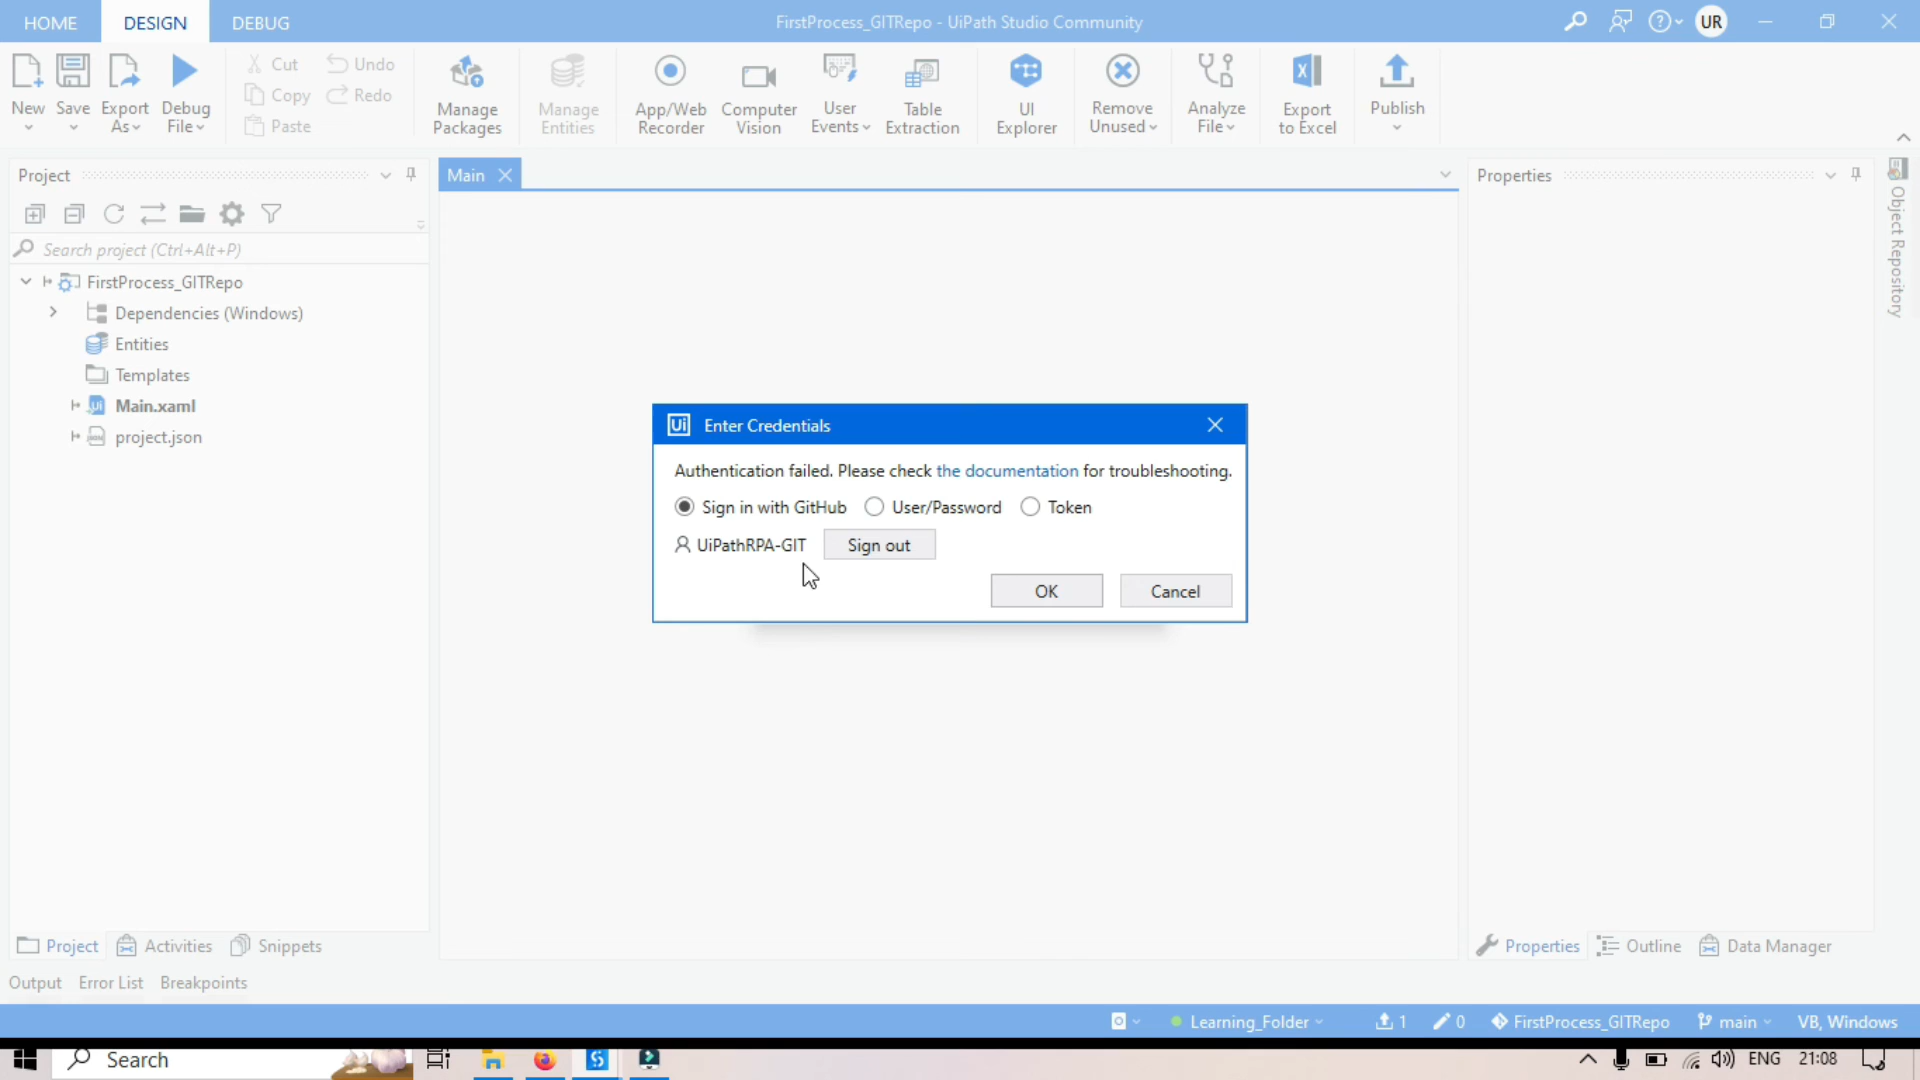 HOME DESIGN DEBUG FirstProcess_GITRepo - UiPath Studio Community UR
New Save Export As Debug File Cut Copy Paste Undo Redo Manage Packages Manage Entities App/Web Recorder Computer Vision User Events Table Extraction UI Explorer Remove Unused Analyze File Export to Excel Publish
Project
Main
Properties
Object Repository
Search project (Ctrl+Alt+P)
FirstProcess_GITRepo
Dependencies (Windows)
Entities
Templates
Main.xaml
project.json
Ui Enter Credentials
Authentication failed. Please check the documentation for troubleshooting.
Sign in with GitHub User/Password Token
UiPathRPA-GIT Sign out
OK Cancel
Project Activities Snippets
Properties Outline Data Manager
Output Error List Breakpoints
Learning_Folder 1 0 FirstProcess_GITRepo main VB, Windows
Search ENG 21:08